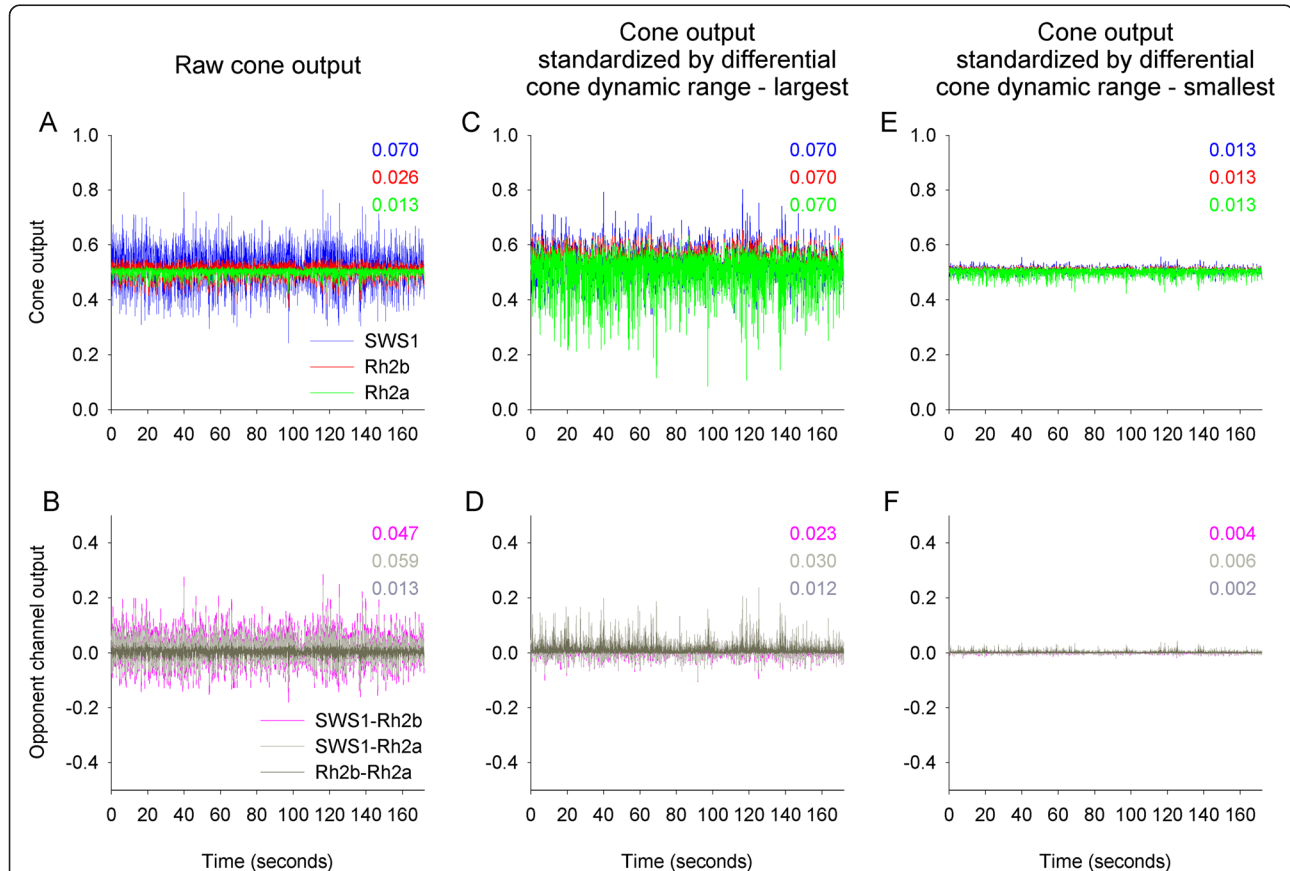 Raw cone output
Cone output
standardized by differential
cone dynamic range - largest
Cone output
standardized by differential
cone dynamic range - smallest
A
Cone output
1.0
0.8
0.6
0.4
0.2
0.0
0.070
0.026
0.013
SWS1
Rh2b
Rh2a
0 20 40 60 80 100 120 140 160
C
1.0
0.8
0.6
0.4
0.2
0.0
0.070
0.070
0.070
0 20 40 60 80 100 120 140 160
E
1.0
0.8
0.6
0.4
0.2
0.0
0.013
0.013
0.013
0 20 40 60 80 100 120 140 160
B
Opponent channel output
0.4
0.2
0.0
-0.2
-0.4
0.047
0.059
0.013
SWS1-Rh2b
SWS1-Rh2a
Rh2b-Rh2a
0 20 40 60 80 100 120 140 160
Time (seconds)
D
0.4
0.2
0.0
-0.2
-0.4
0.023
0.030
0.012
0 20 40 60 80 100 120 140 160
Time (seconds)
F
0.4
0.2
0.0
-0.2
-0.4
0.004
0.006
0.002
0 20 40 60 80 100 120 140 160
Time (seconds)